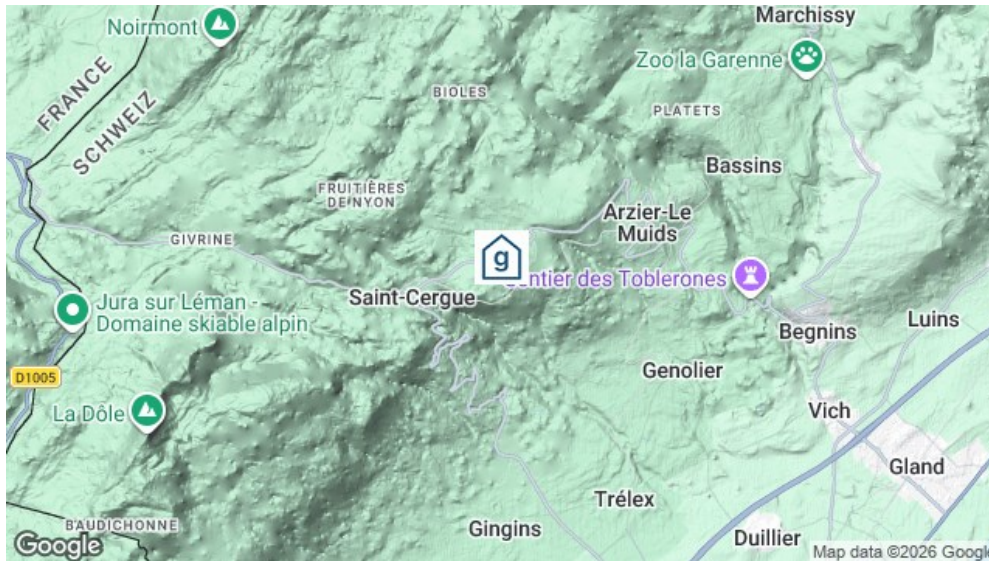 Marchissy
Noirmont
Zoo la Garenne
FRANCE
SCHWEIZ
BIOLES
PLATETS
Bassins
FRUITIÈRES
DE NYON
Arzier-Le
Muids
GIVRINE
g
Sentier des Toblerones
Saint-Cergue
Jura sur Léman -
Domaine skiable alpin
Begnins
Luins
D1005
Genolier
La Dôle
Vich
Gland
Trélex
BAUDICHONNE
Gingins
Duillier
Google
Map data ©2026 Google